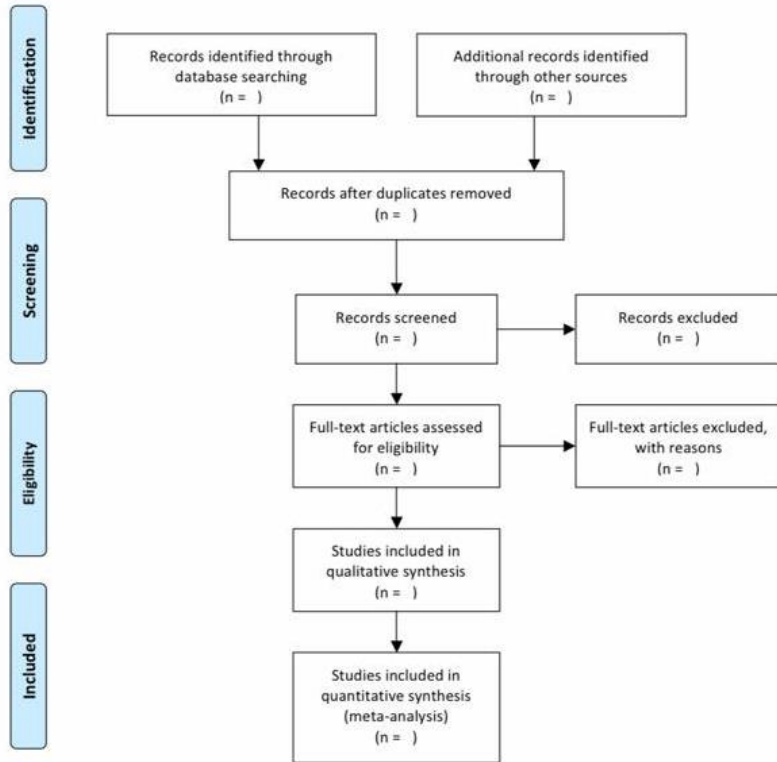 Identification
Records identified through
database searching
(n =   )
Additional records identified
through other sources
(n =   )
Records after duplicates removed
(n =   )
Screening
Records screened
(n =   )
Records excluded
(n =   )
Eligibility
Full-text articles assessed
for eligibility
(n =   )
Full-text articles excluded,
with reasons
(n =   )
Studies included in
qualitative synthesis
(n =   )
Included
Studies included in
quantitative synthesis
(meta-analysis)
(n =   )